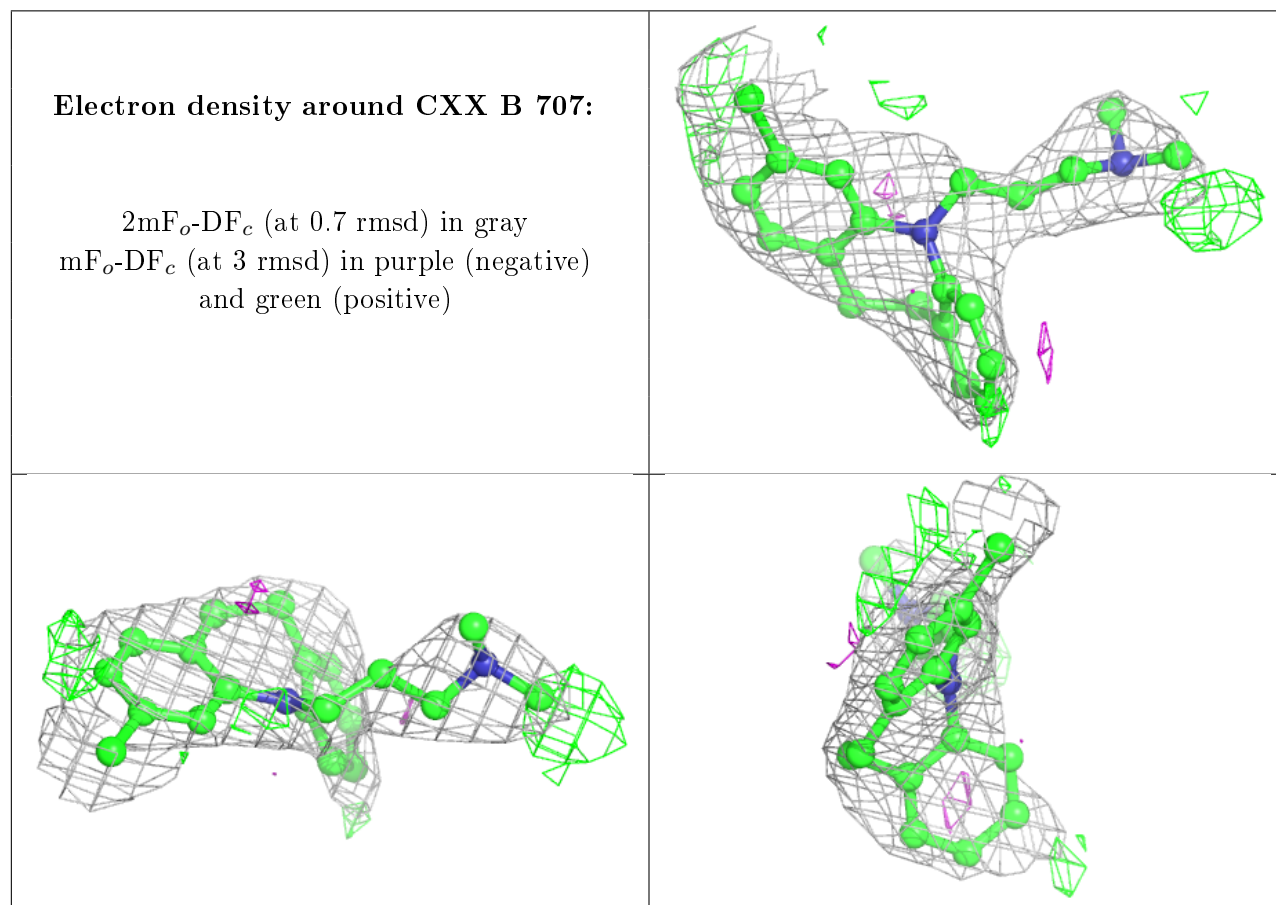 Electron density around CXX B 707:
2mFₒ-DF𝒸 (at 0.7 rmsd) in gray
mFₒ-DF𝒸 (at 3 rmsd) in purple (negative)
and green (positive)